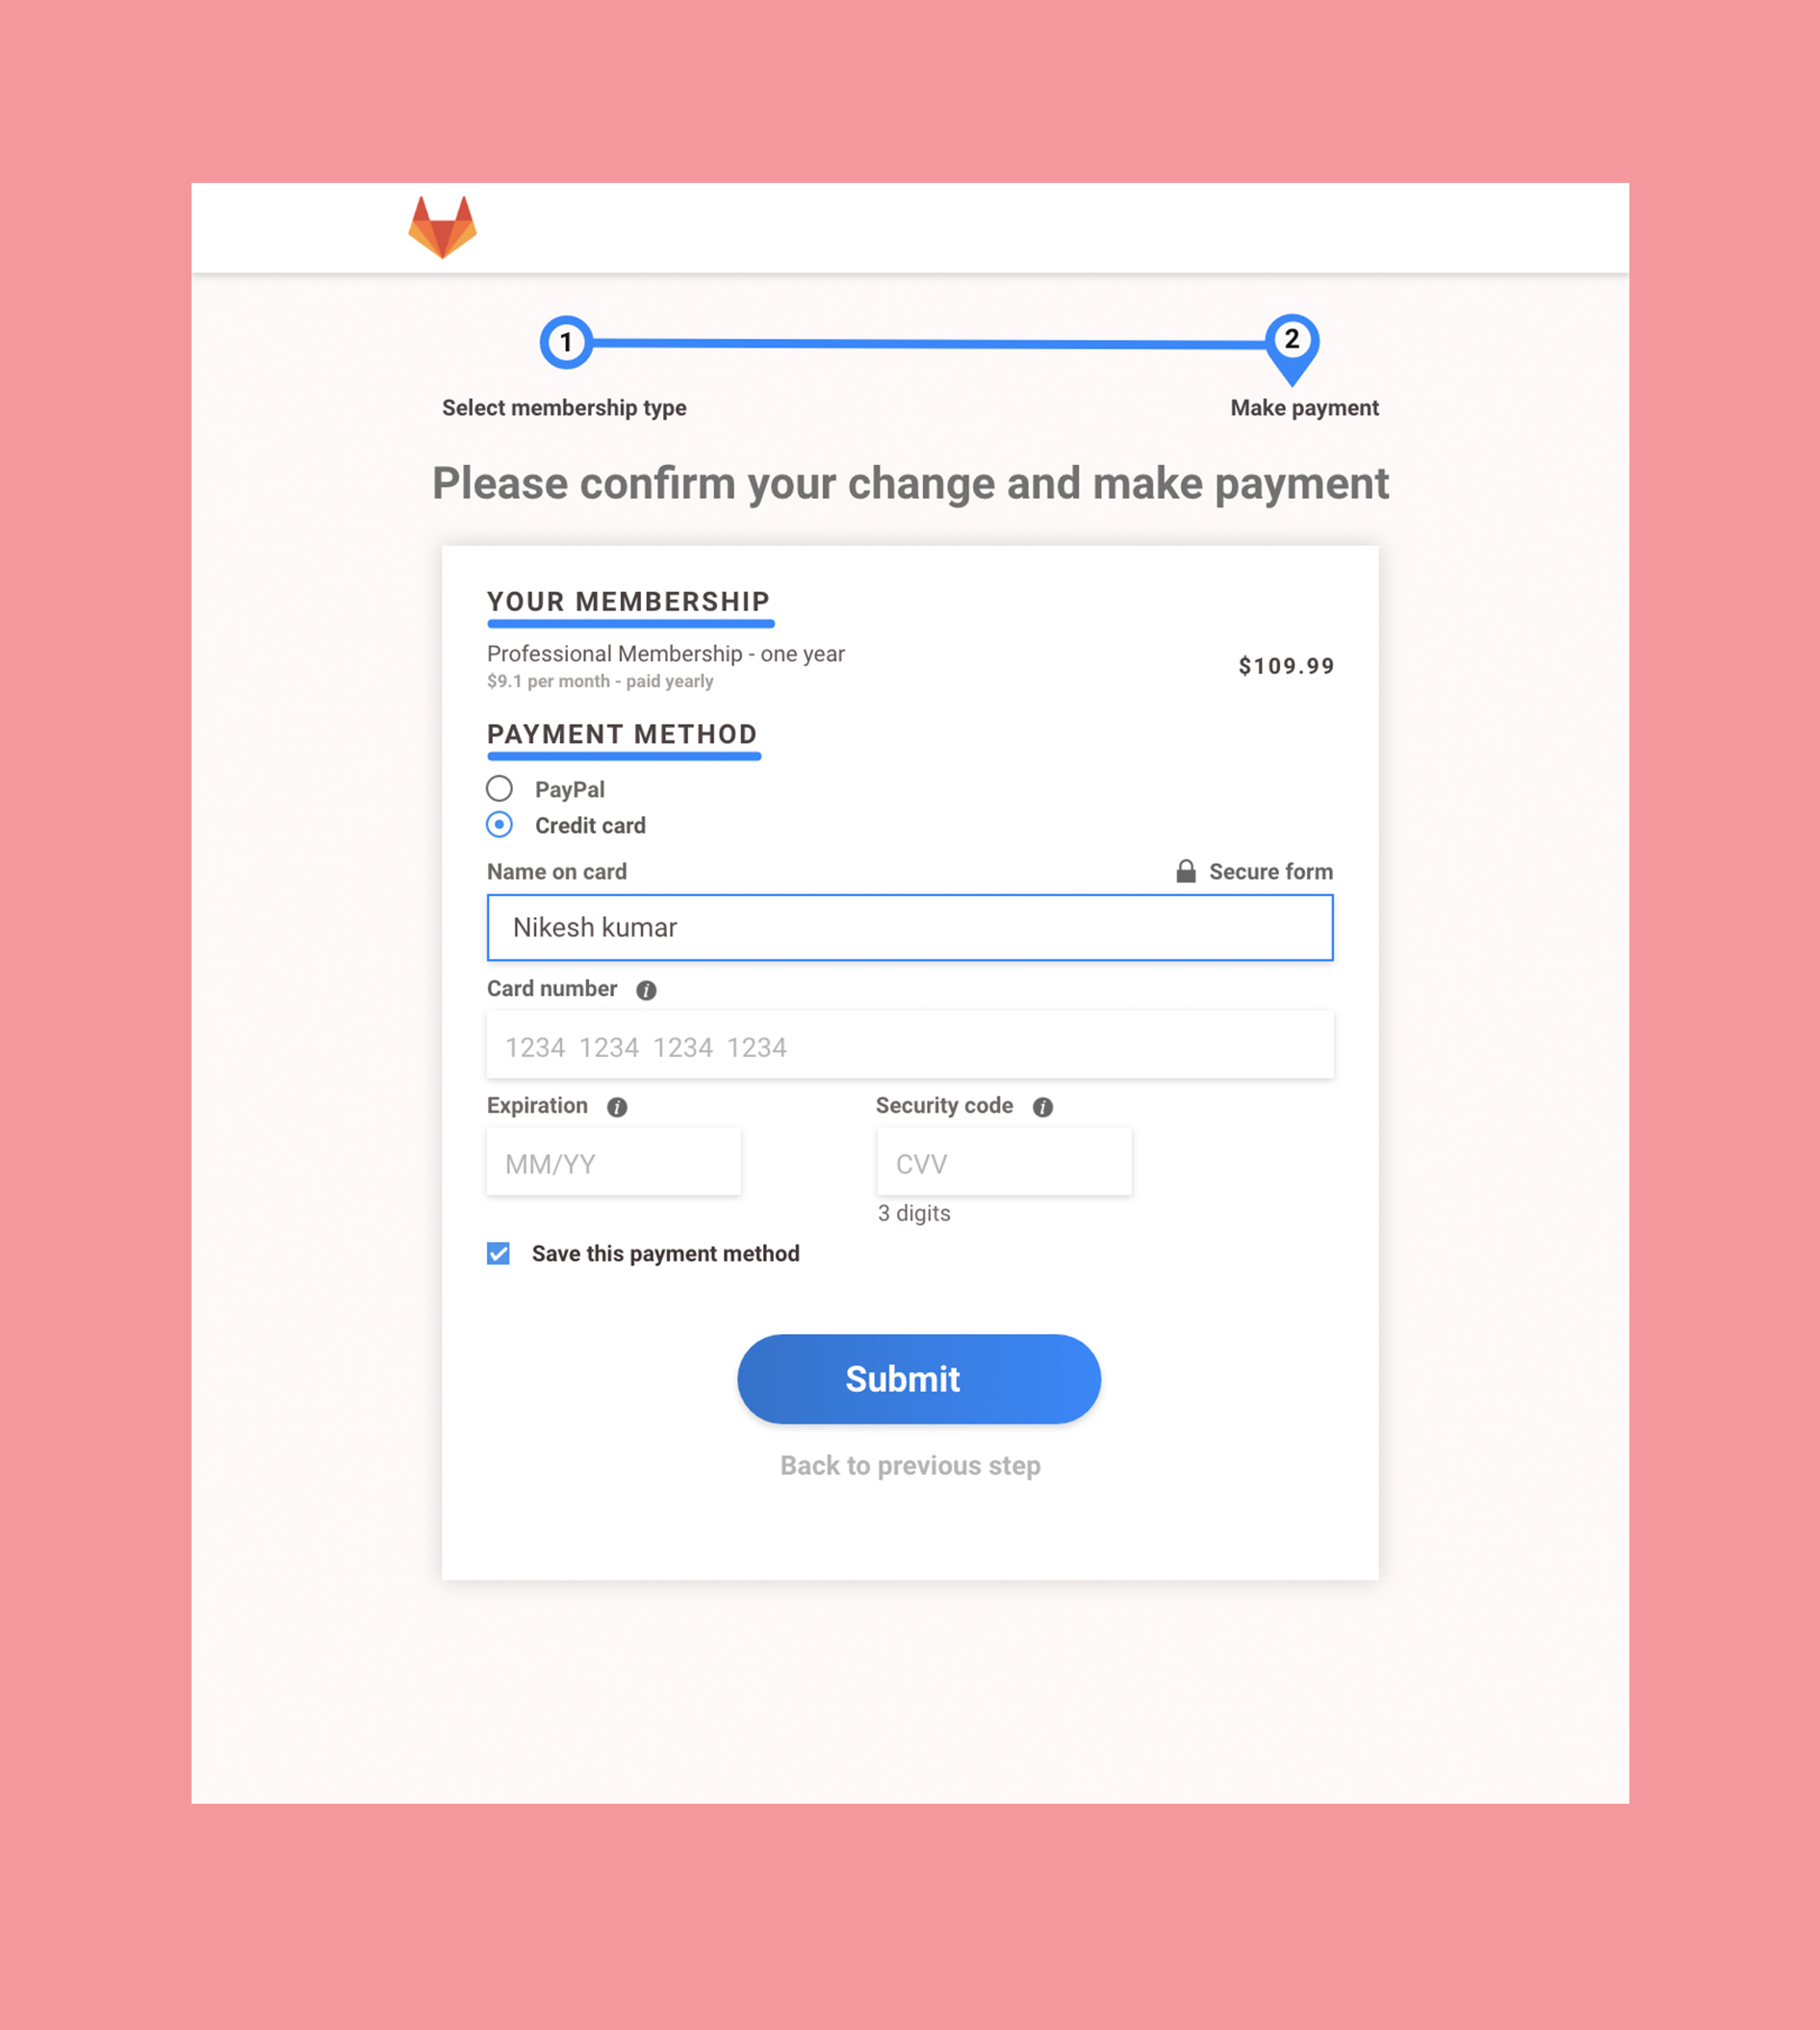 1 2
Select membership type Make payment
Please confirm your change and make payment
YOUR MEMBERSHIP
Professional Membership - one year
$9.1 per month - paid yearly
$109.99
PAYMENT METHOD
PayPal
Credit card
Name on card Secure form
Nikesh kumar
Card number i
1234 1234 1234 1234
Expiration i Security code i
MM/YY CVV
3 digits
Save this payment method
Submit
Back to previous step